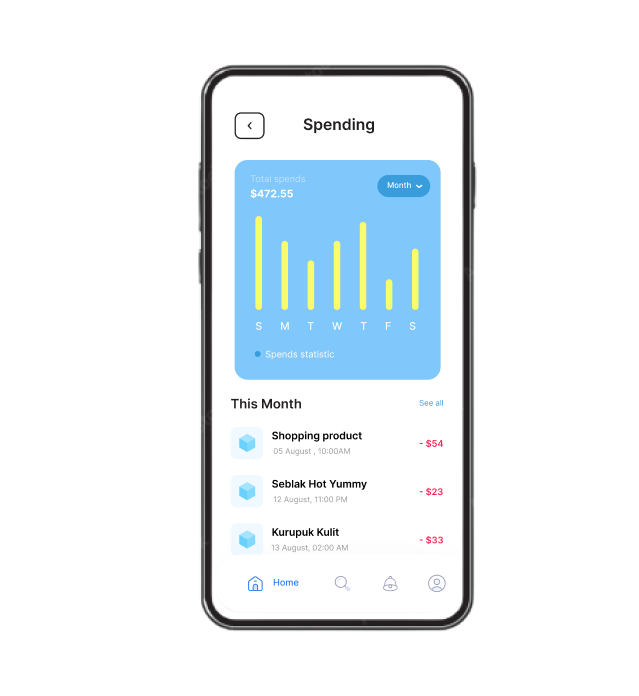 Spending
Total spends
$472.55
Month
S M T W T F S
Spends statistic
This Month
See all
Shopping product
- $54
05 August , 10:00AM
Seblak Hot Yummy
- $23
12 August, 11:00 PM
Kurupuk Kulit
- $33
13 August, 02:00 AM
Home